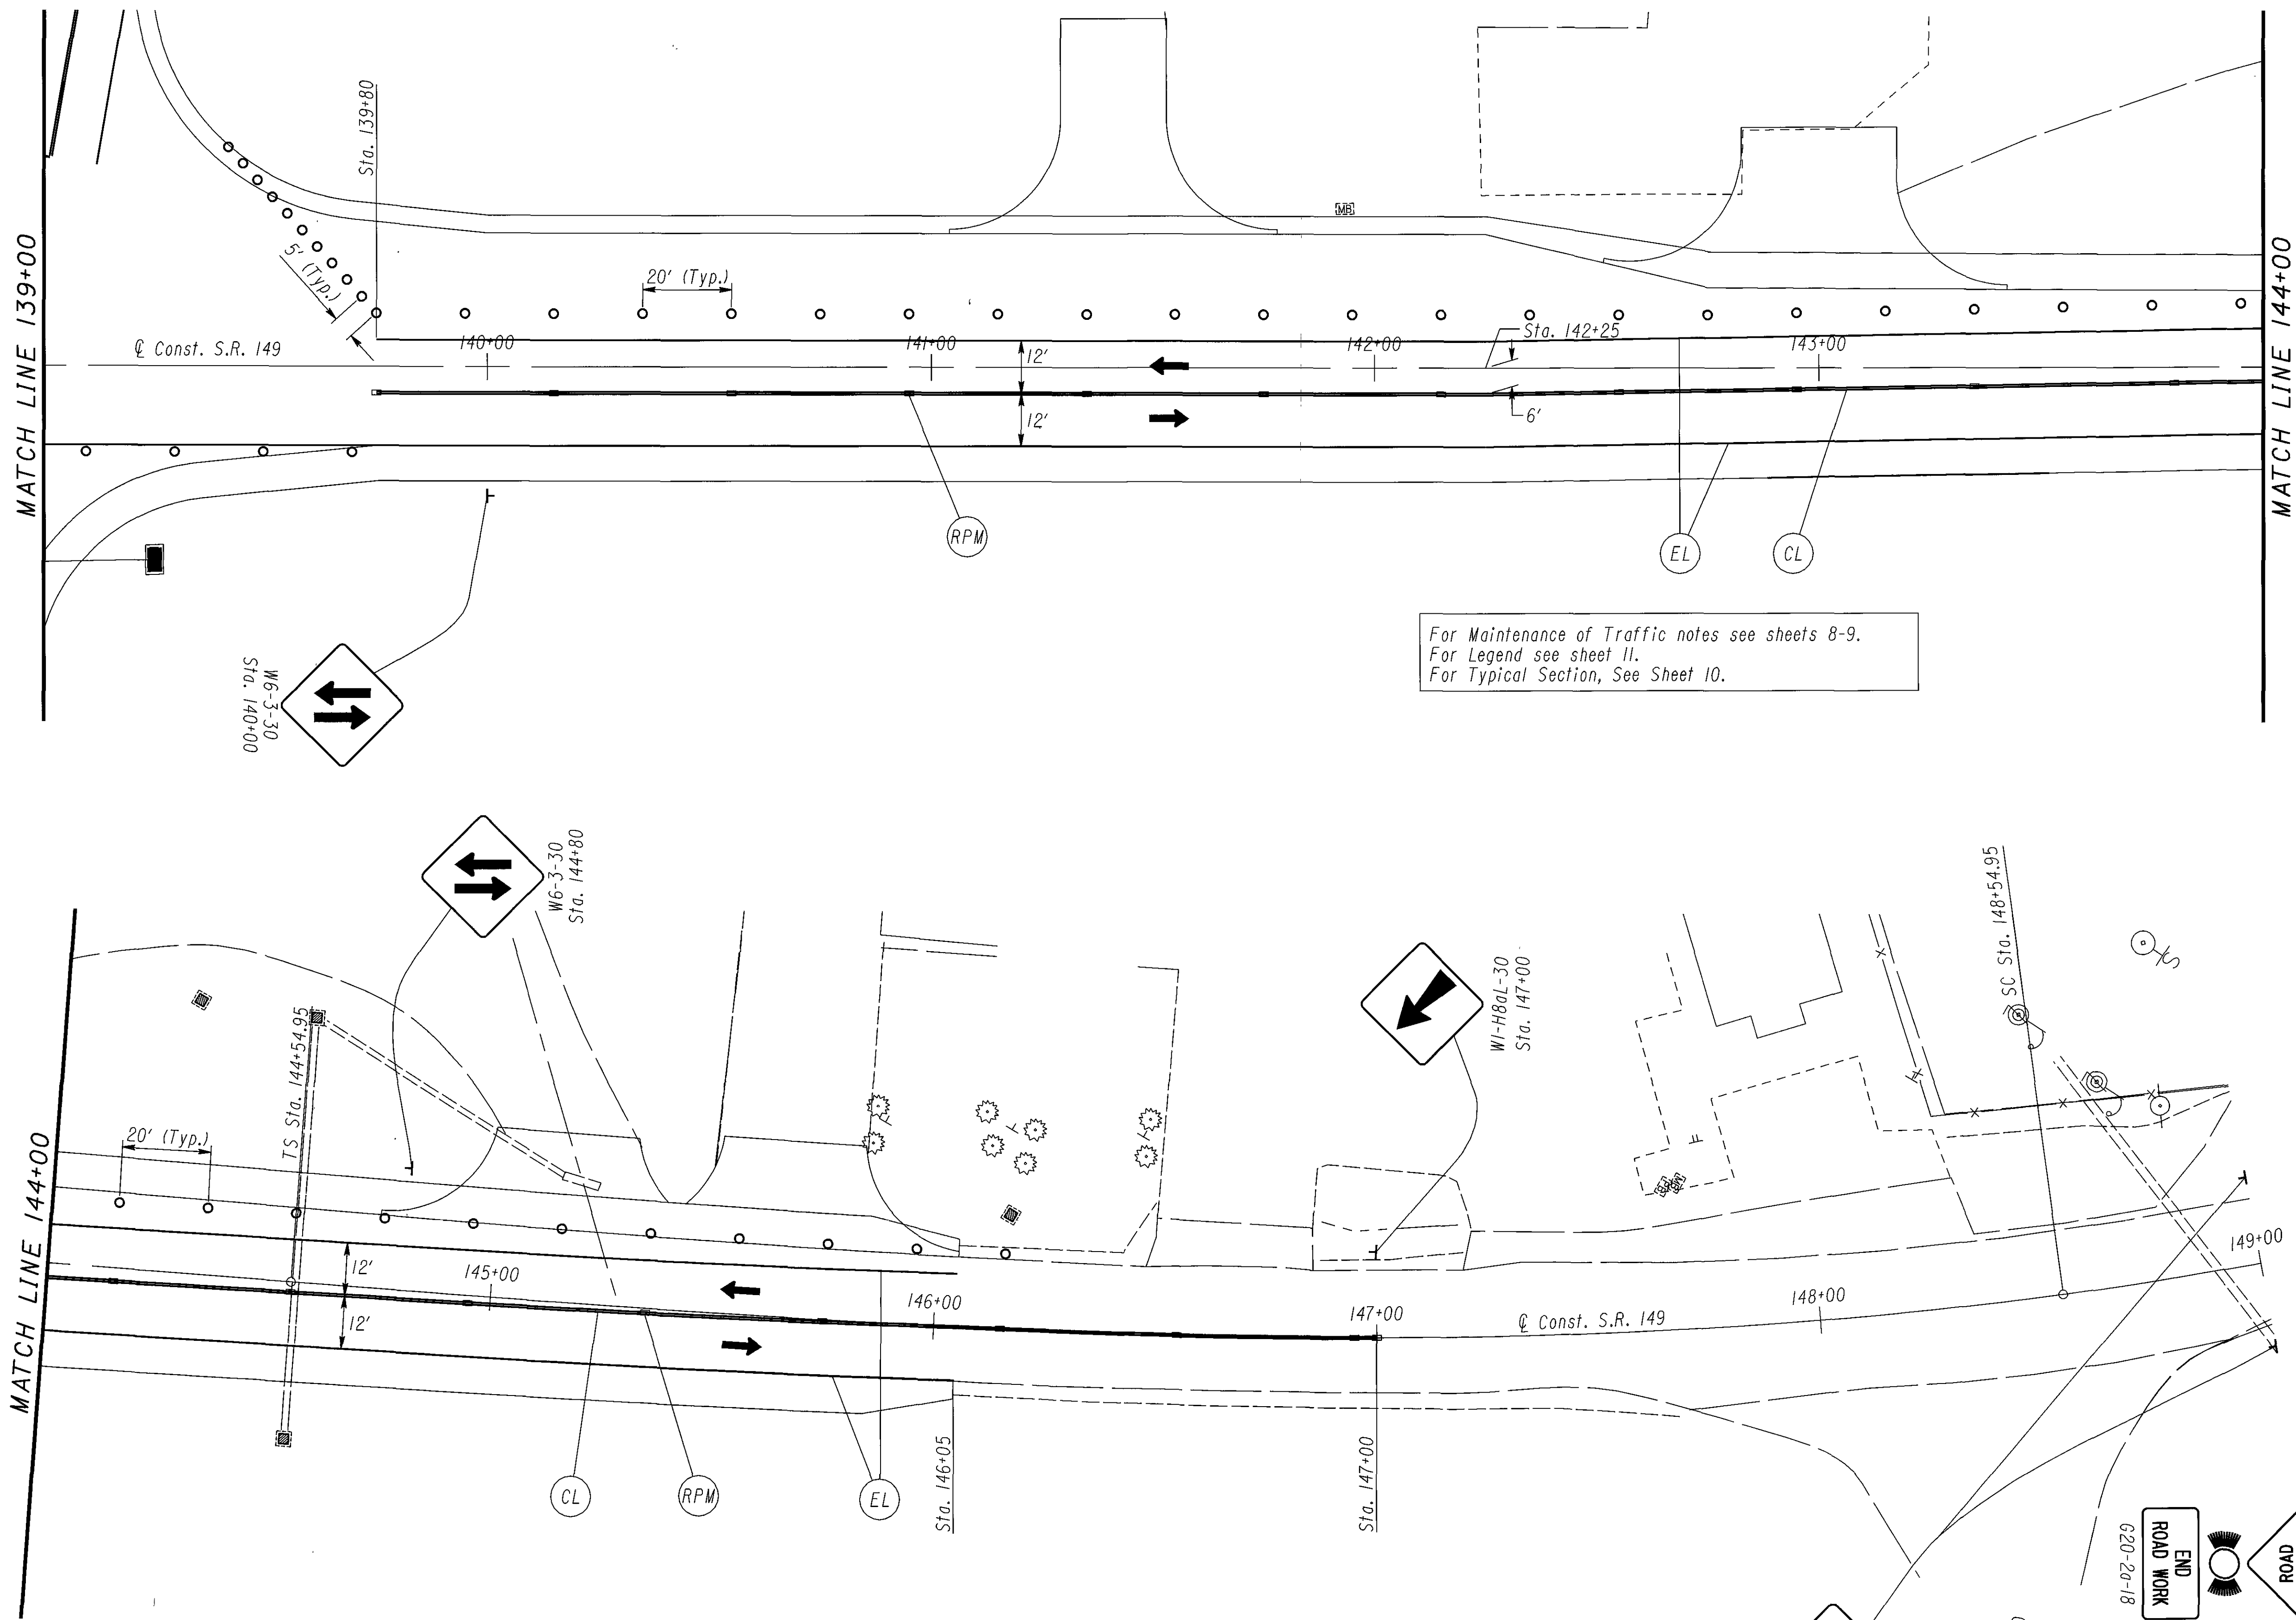 MATCH LINE 139+00
Sta. 139+80
5' (Typ.)
20' (Typ.)
MB
℄ Const. S.R. 149
140+00
141+00
142+00
143+00
Sta. 142+25
12'
12'
6'
RPM
EL
CL
MATCH LINE 144+00
W6-3-30
Sta. 140+00
For Maintenance of Traffic notes see sheets 8-9.
For Legend see sheet 11.
For Typical Section, See Sheet 10.
MATCH LINE 144+00
20' (Typ.)
TS Sta. 144+54.95
W6-3-30
Sta. 144+80
12'
12'
145+00
146+00
147+00
℄ Const. S.R. 149
148+00
149+00
W1-H8aL-30
Sta. 147+00
SC Sta. 148+54.95
S
MB
CL
RPM
EL
Sta. 146+05
Sta. 147+00
END
ROAD WORK
G20-2a-18
ROAD